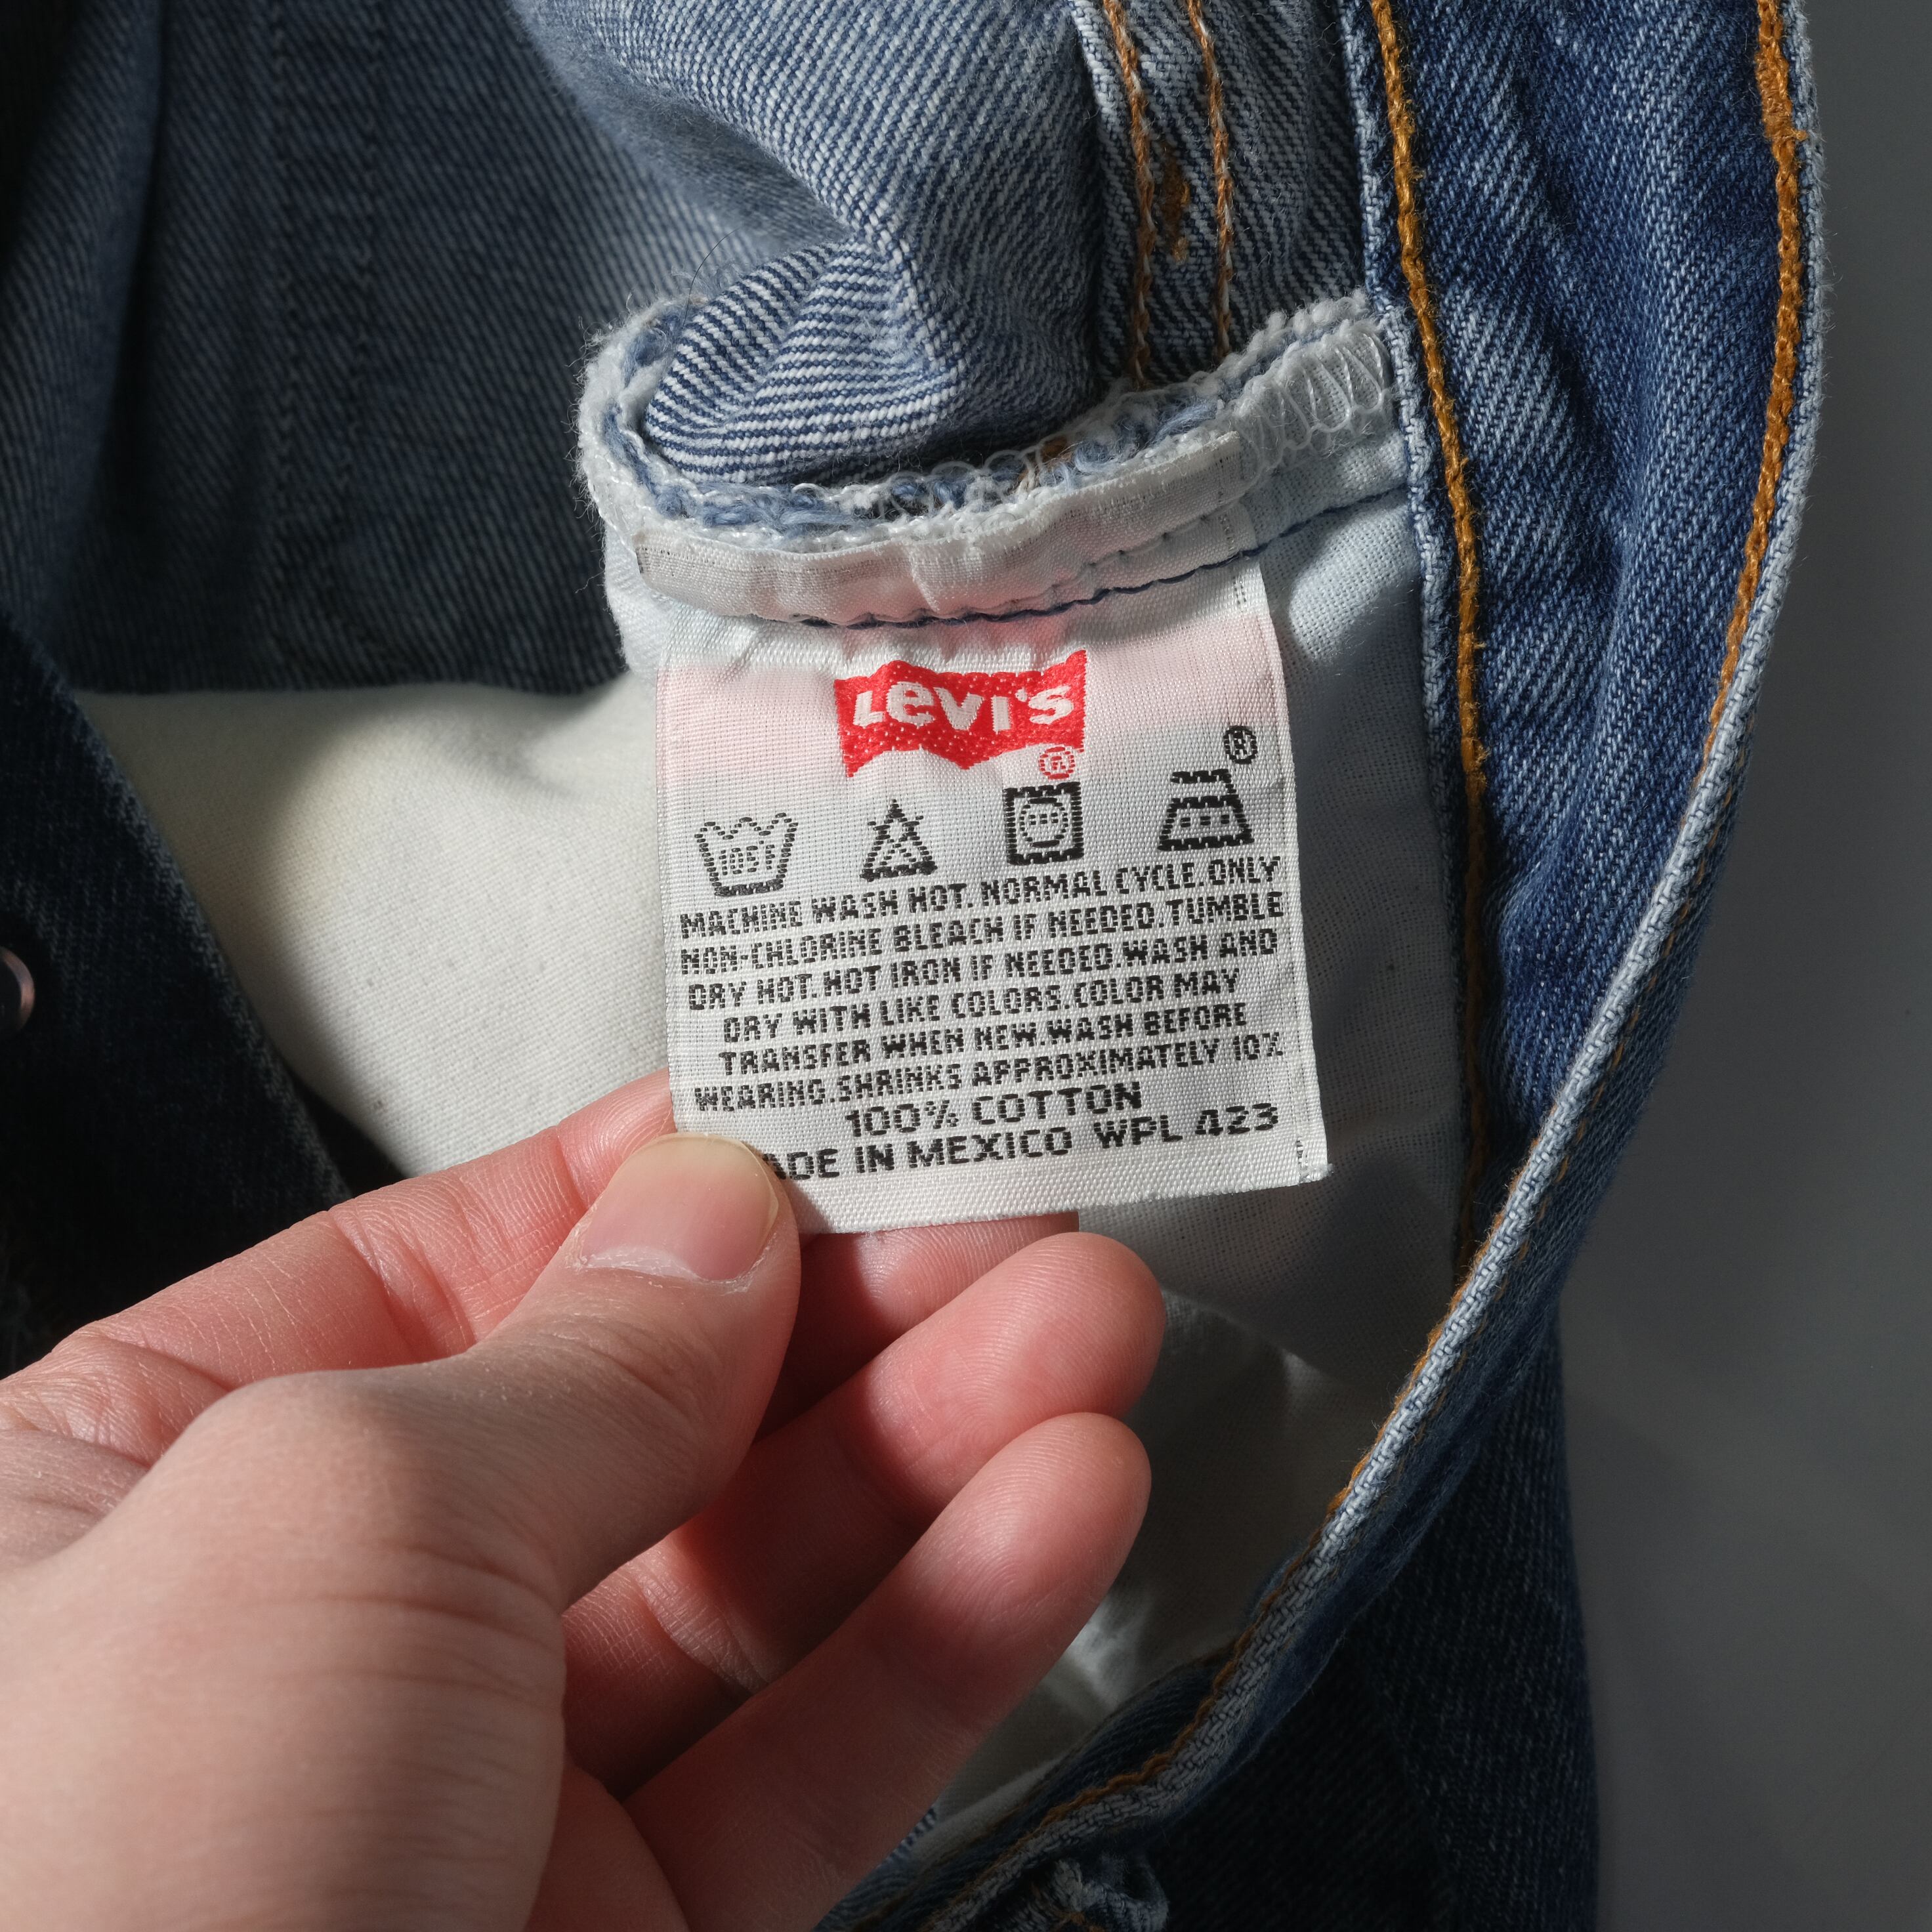 LEVI'S
®
®
105F
MACHINE WASH HOT. NORMAL CYCLE. ONLY
NON-CHLORINE BLEACH IF NEEDED. TUMBLE
DRY HOT. HOT IRON IF NEEDED. WASH AND
DRY WITH LIKE COLORS. COLOR MAY
TRANSFER WHEN NEW. WASH BEFORE
WEARING. SHRINKS APPROXIMATELY 10%
100% COTTON
ADE IN MEXICO WPL 423